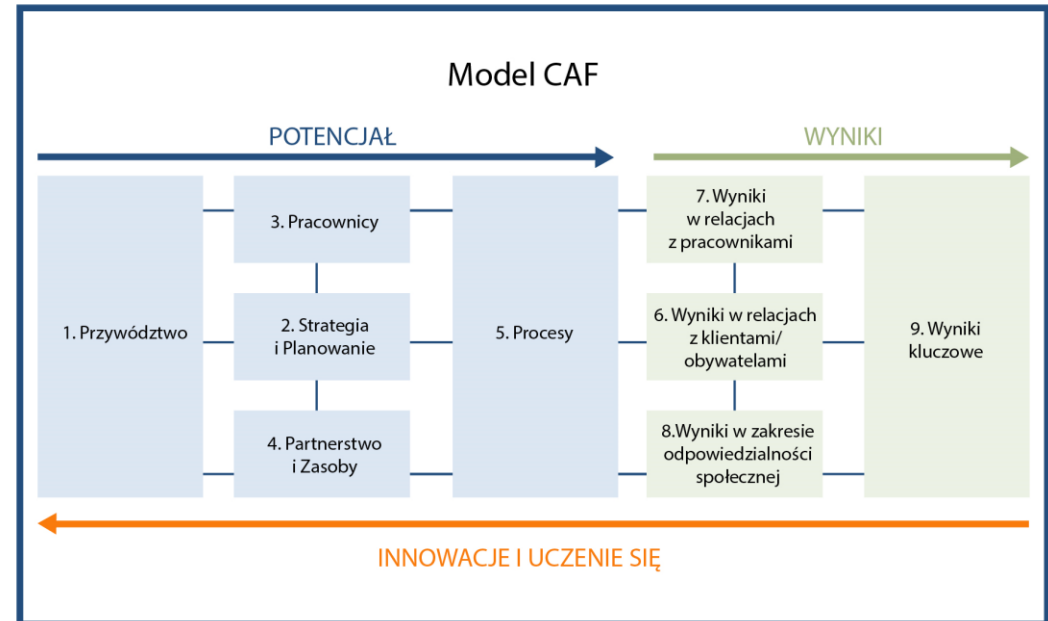 Model CAF
POTENCJAŁ
WYNIKI
1. Przywództwo
3. Pracownicy
2. Strategia
i Planowanie
4. Partnerstwo
i Zasoby
5. Procesy
7. Wyniki
w relacjach
z pracownikami
6. Wyniki w relacjach
z klientami/
obywatelami
8.Wyniki w zakresie
odpowiedzialności
społecznej
9. Wyniki
kluczowe
INNOWACJE I UCZENIE SIĘ